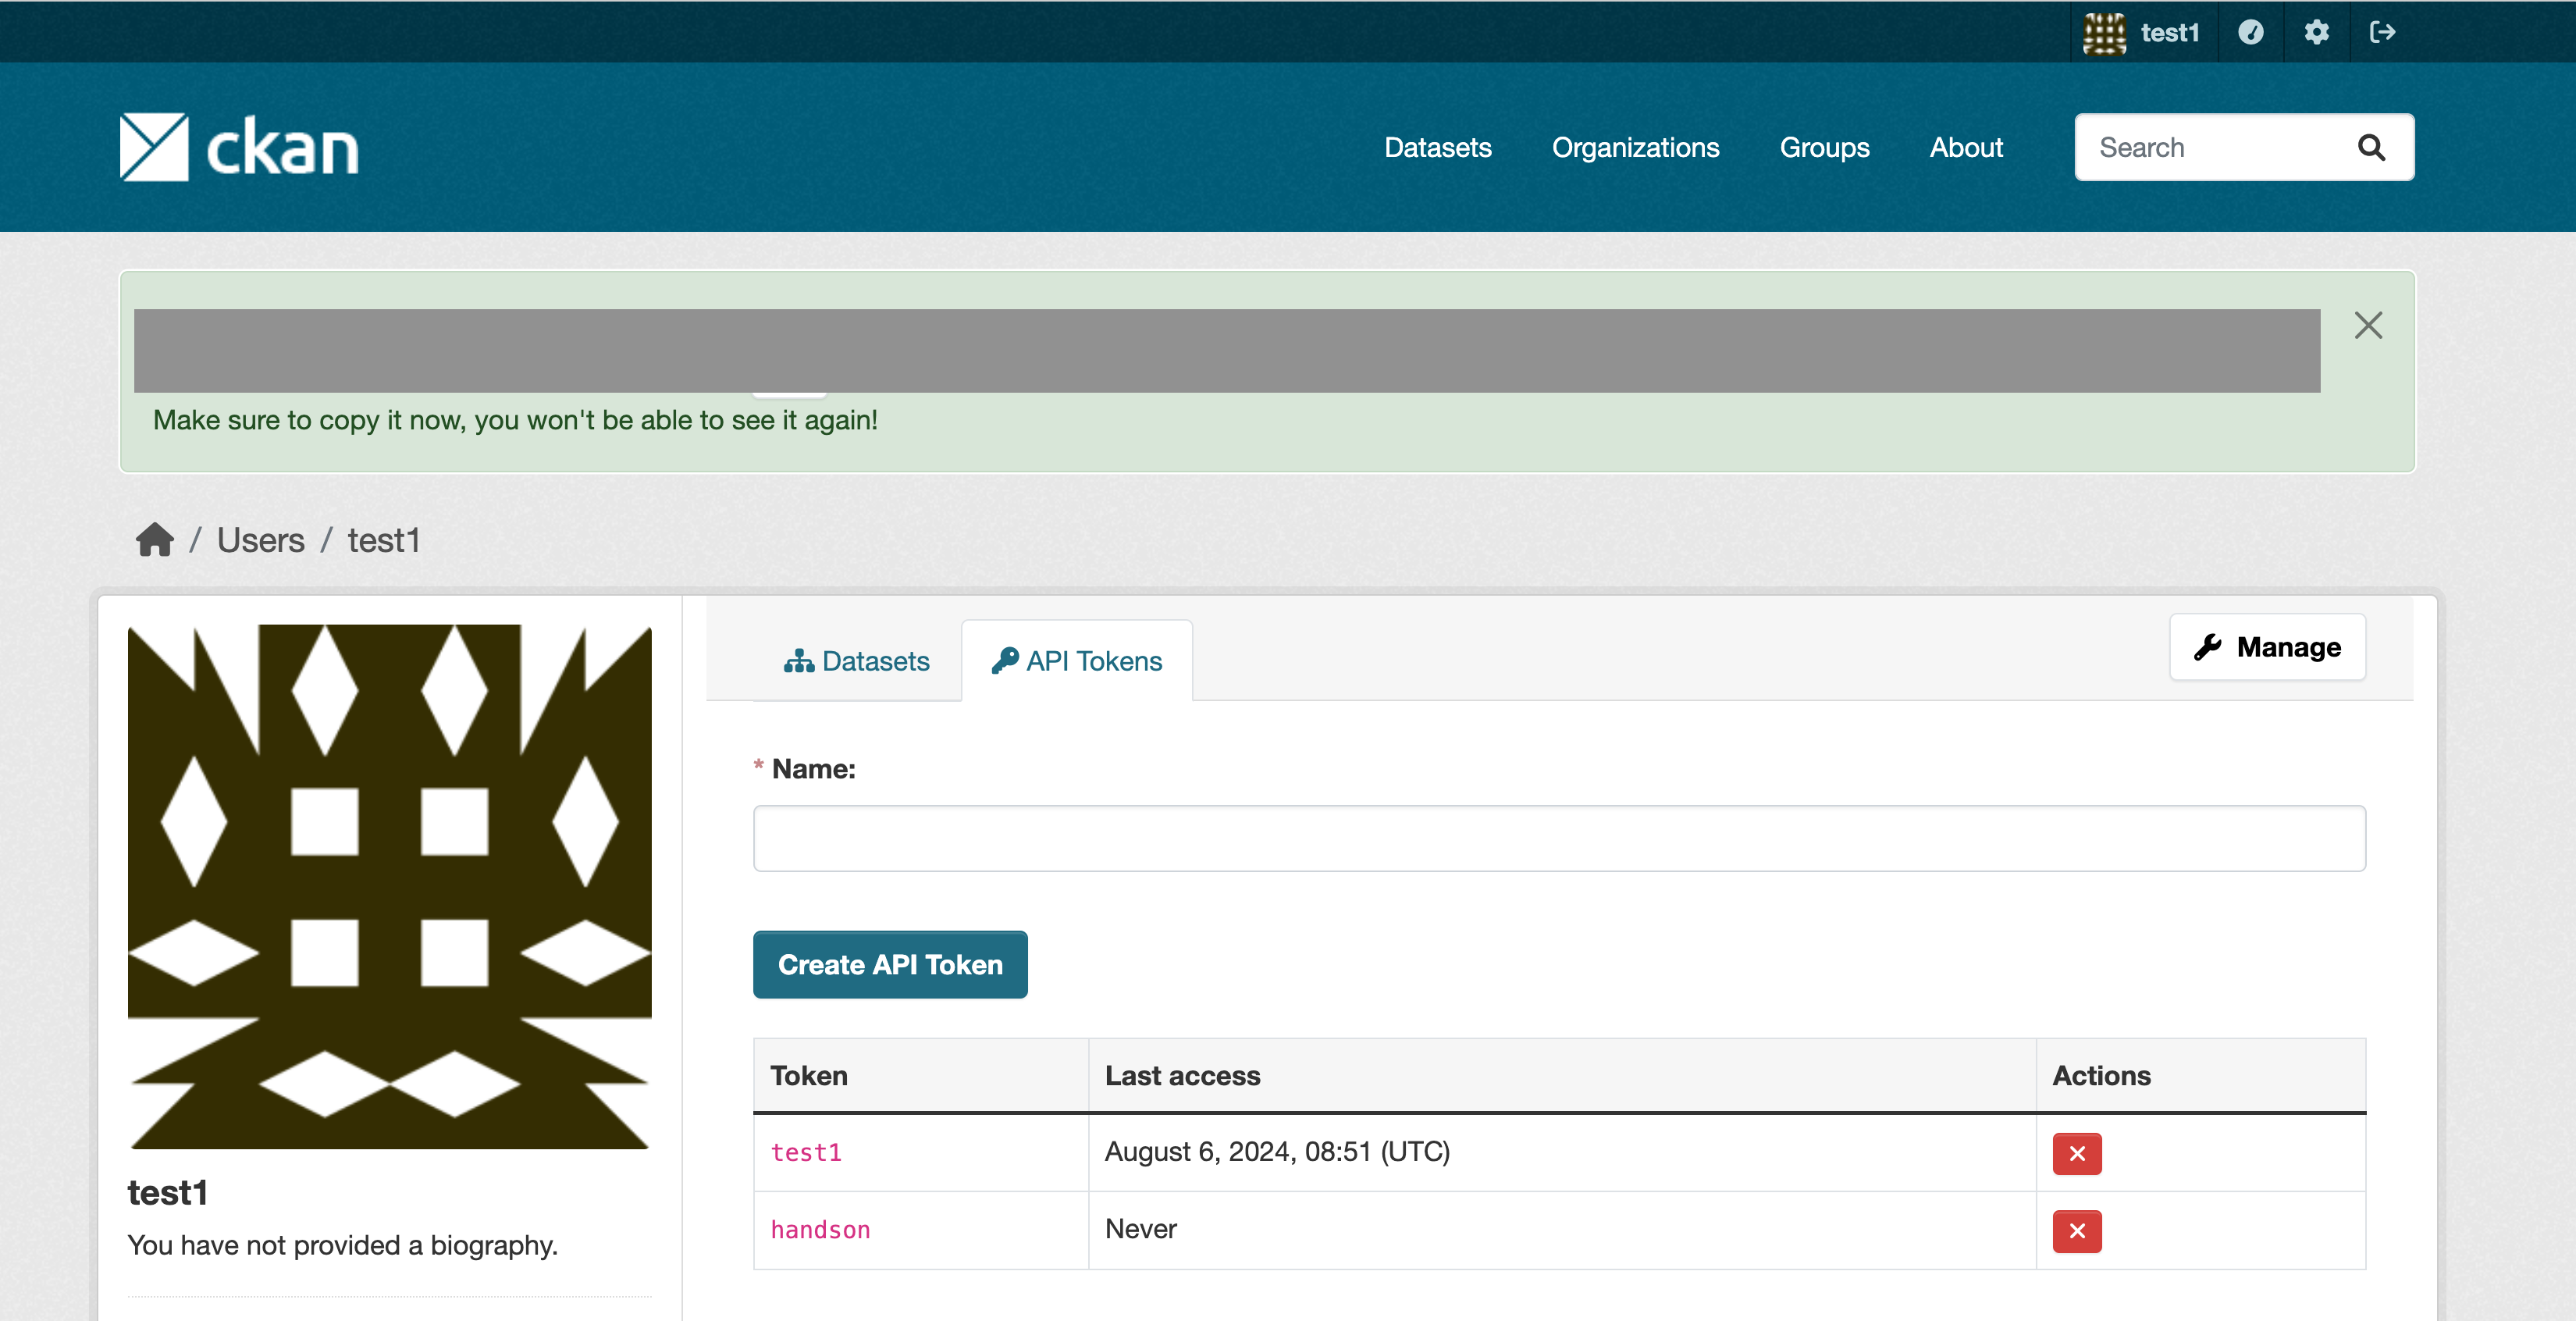 test1
ckan
Datasets
Organizations
Groups
About
Search
Make sure to copy it now, you won't be able to see it again!
/ Users / test1
Datasets
API Tokens
Manage
* Name:
Create API Token
Token Last access Actions
test1 August 6, 2024, 08:51 (UTC)
handson Never
test1
You have not provided a biography.